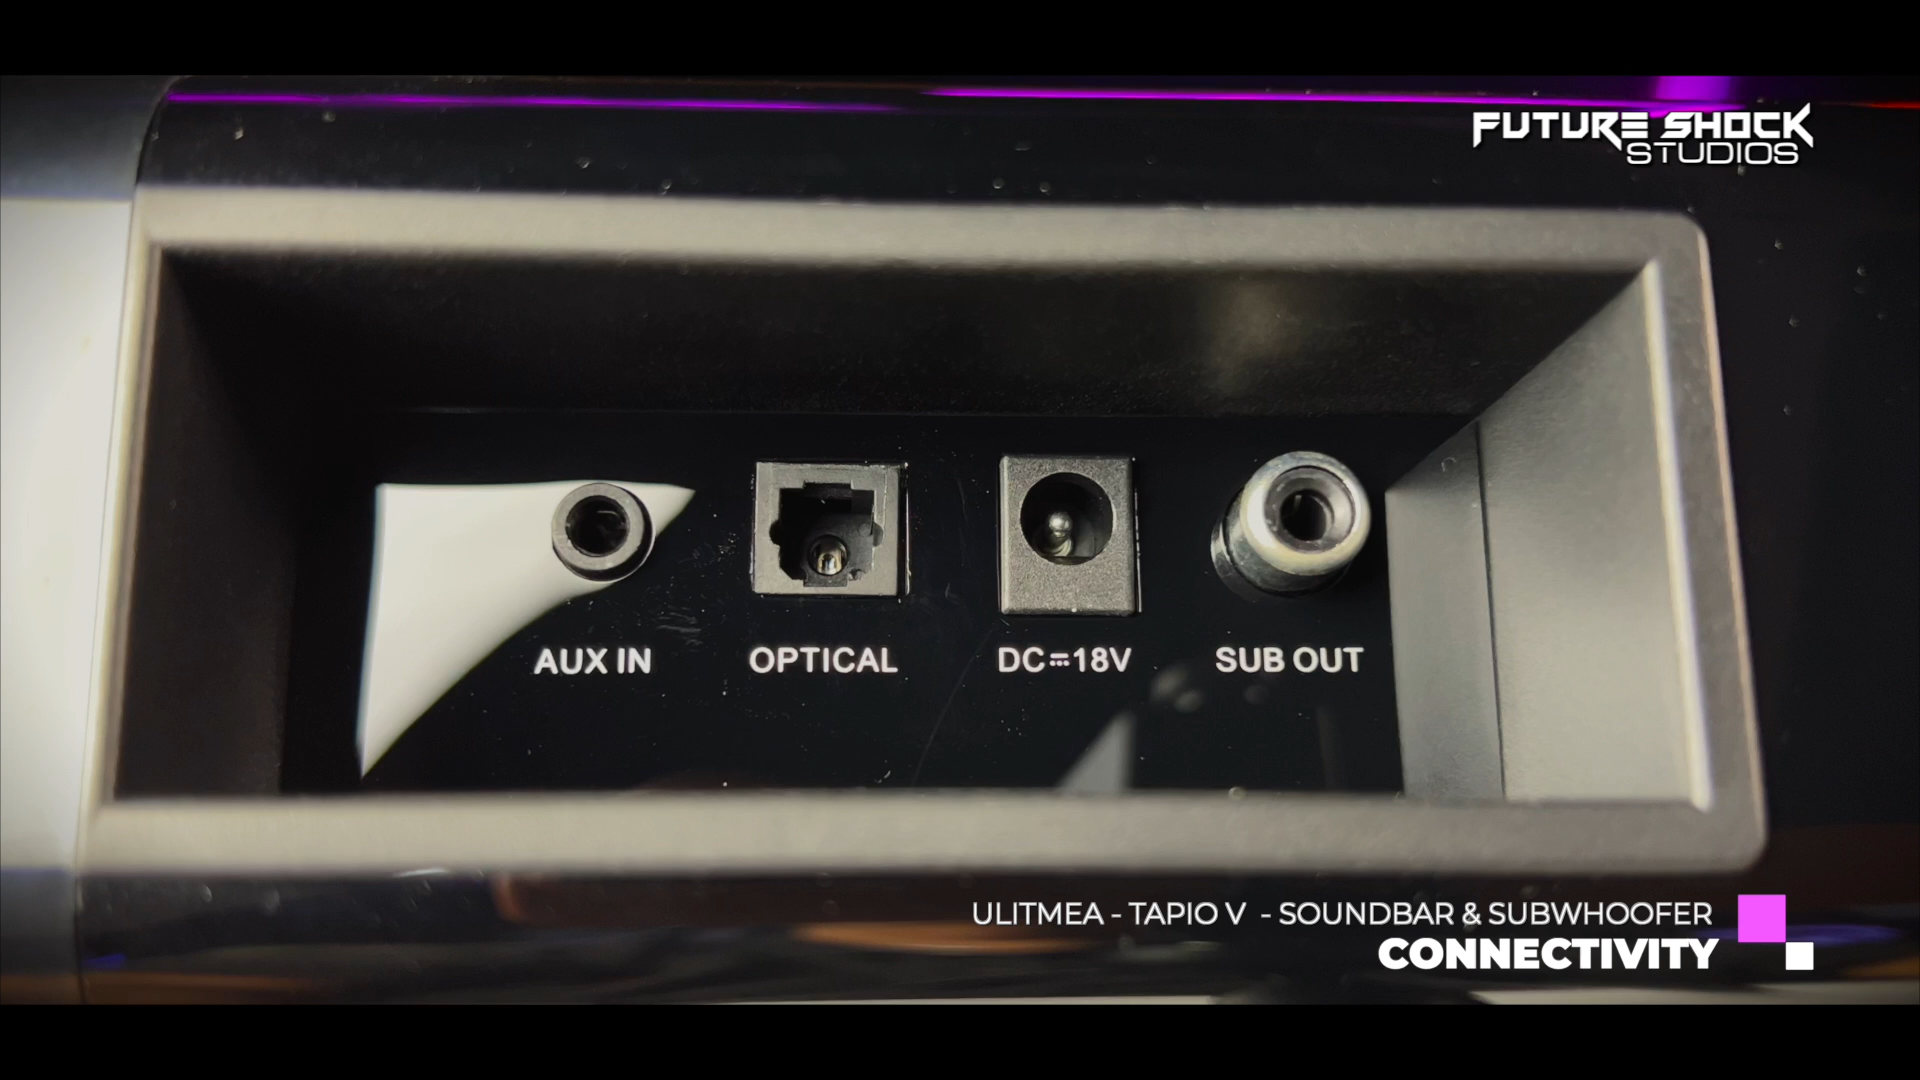 FUTURE SHOCK
STUDIOS
AUX IN
OPTICAL
DC⎓18V
SUB OUT
ULITMEA - TAPIO V - SOUNDBAR & SUBWHOOFER
CONNECTIVITY